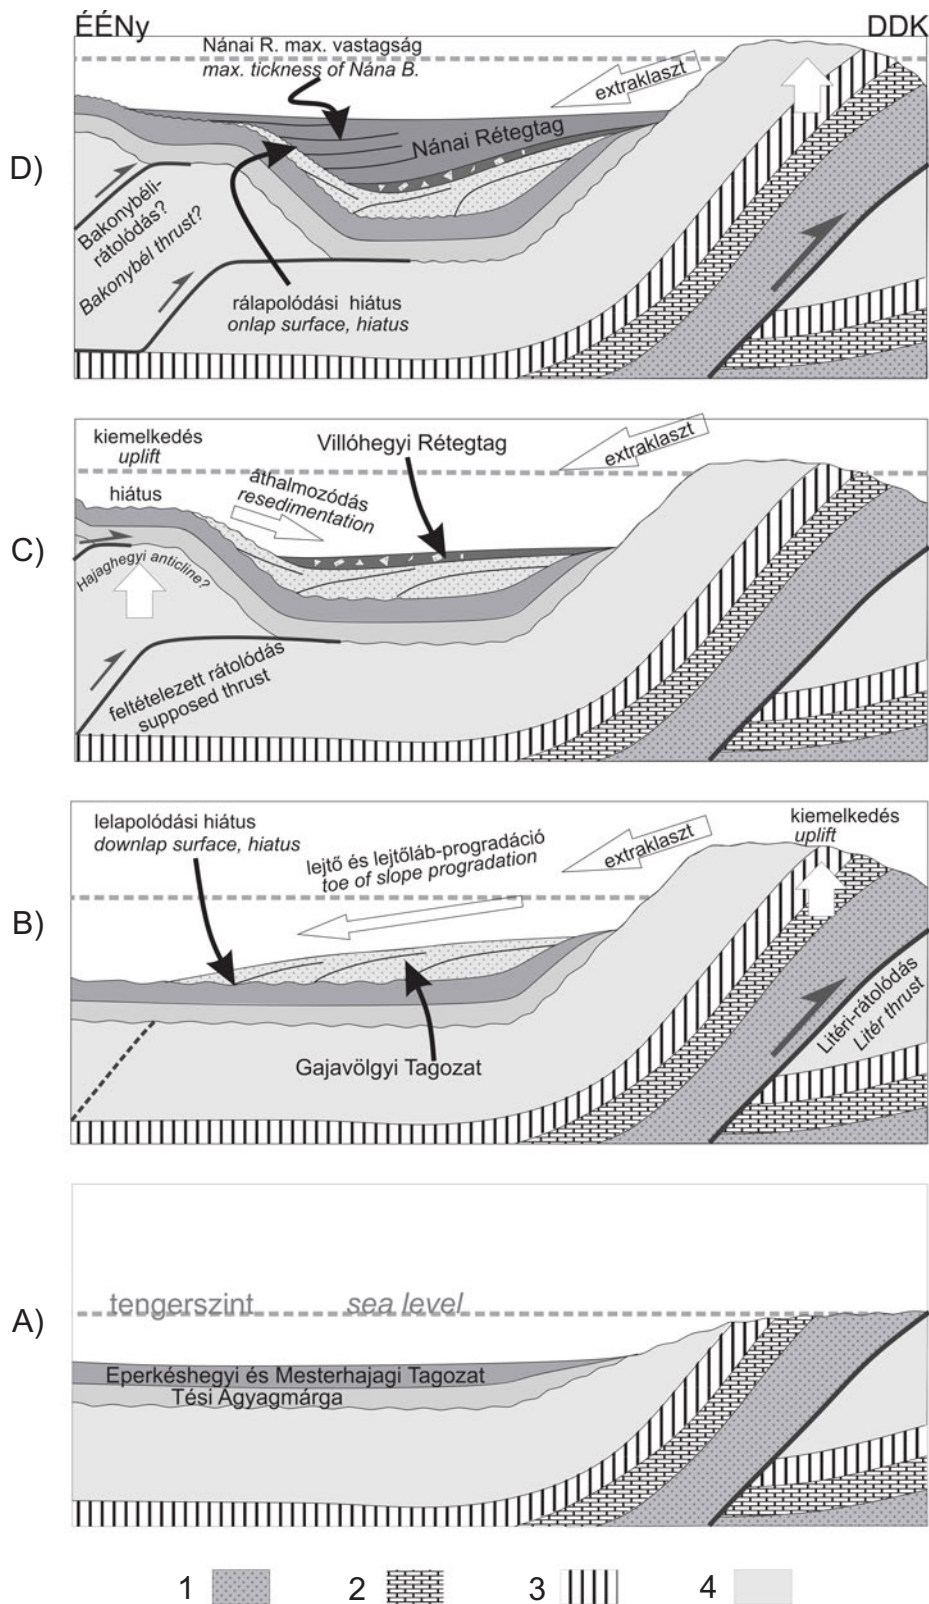 ÉÉNy
DDK
Nánai R. max. vastagság
max. tickness of Nána B.
extraklaszt
Nánai Rétegtag
D)
Bakonybéli-
rátolódás?
Bakonybél thrust?
rálapolódási hiátus
onlap surface, hiatus
kiemelkedés
uplift
Villóhegyi Rétegtag
extraklaszt
hiátus
áthalmozódás
resedimentation
C)
Hajaghegyi anticline?
feltételezett rátolódás
supposed thrust
lelapolódási hiátus
downlap surface, hiatus
lejtő és lejtőláb-progradáció
toe of slope progradation
extraklaszt
kiemelkedés
uplift
B)
Litéri-rátolódás
Litér thrust
Gajavölgyi Tagozat
tengerszint
sea level
A)
Eperkéshegyi és Mesterhajagi Tagozat
Tési Agyagmárga
1
2
3
4